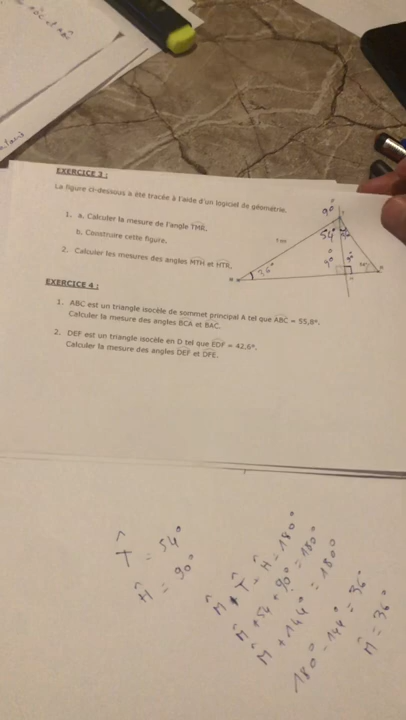 EXERCICE 3 :
La figure ci-dessous a été tracée à l'aide d'un logiciel de géométrie.
1. a. Calculer la mesure de l'angle TMR.
b. Construire cette figure.
2. Calculer les mesures des angles MTH et HTR.
90°
54°
36°
EXERCICE 4 :
1. ABC est un triangle isocèle de sommet principal A tel que ABC = 55,8°.
Calculer la mesure des angles BCA et BAC.
2. DEF est un triangle isocèle en D tel que EDF = 42,6°.
Calculer la mesure des angles DEF et DFE.
T̂ = 54°
Ĥ = 90°
M̂ + T̂ + Ĥ = 180°
M̂ + 54 + 90° = 180°
M̂ + 144° = 180°
180° - 144° = 36°
M̂ = 36°